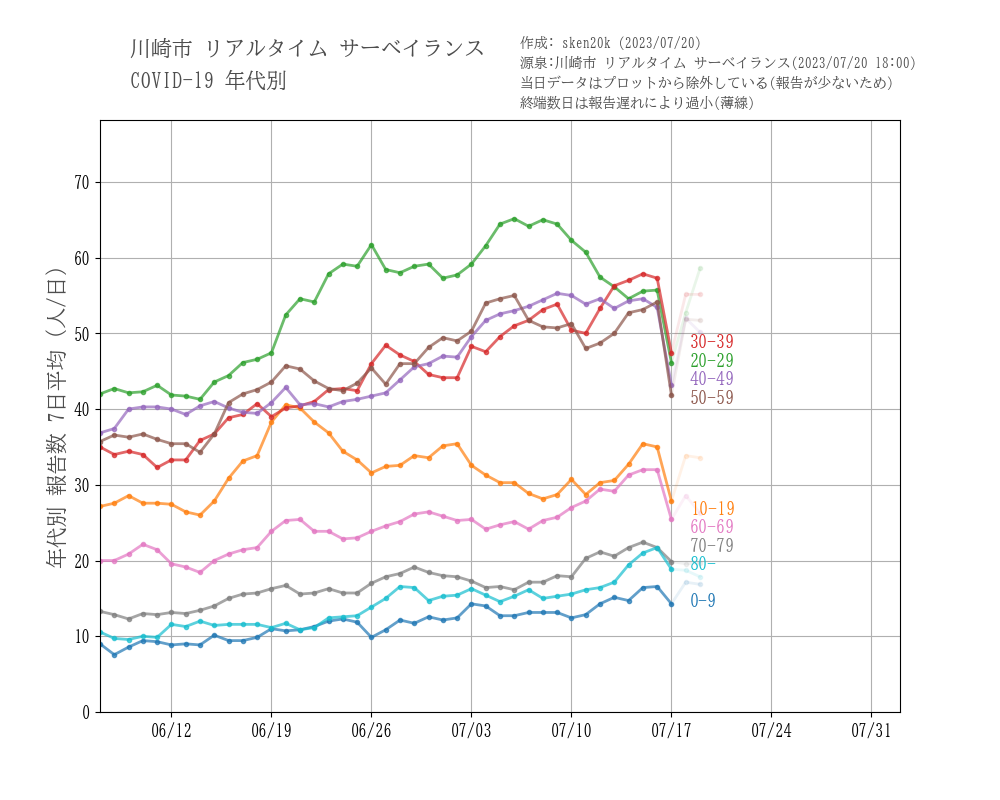 川崎市 リアルタイム サーベイランス
COVID-19 年代別
作成: sken20k (2023/07/20)
源泉:川崎市 リアルタイム サーベイランス(2023/07/20 18:00)
当日データはプロットから除外している(報告が少ないため)
終端数日は報告遅れにより過小(薄線)
年代別 報告数 7日平均 (人/日)
70
60
50
40
30
20
10
0
30-39
20-29
40-49
50-59
10-19
60-69
70-79
80-
0-9
06/12 06/19 06/26 07/03 07/10 07/17 07/24 07/31